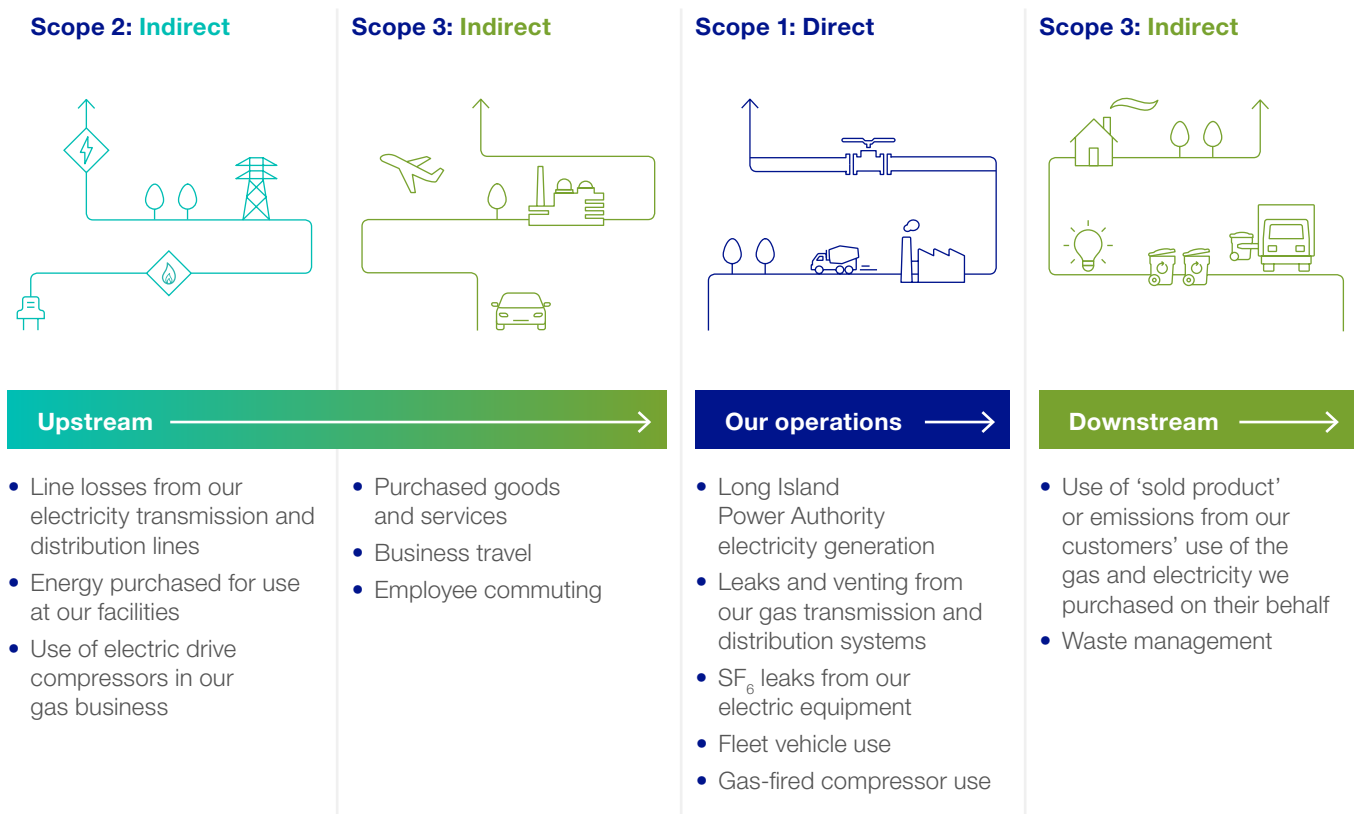 Scope 2: Indirect
Scope 3: Indirect
Scope 1: Direct
Scope 3: Indirect
Upstream
Our operations
Downstream
• Line losses from our
electricity transmission and
distribution lines
• Energy purchased for use
at our facilities
• Use of electric drive
compressors in our
gas business
• Purchased goods
and services
• Business travel
• Employee commuting
• Long Island
Power Authority
electricity generation
• Leaks and venting from
our gas transmission and
distribution systems
• SF₆ leaks from our
electric equipment
• Fleet vehicle use
• Gas-fired compressor use
• Use of ‘sold product’
or emissions from our
customers’ use of the
gas and electricity we
purchased on their behalf
• Waste management